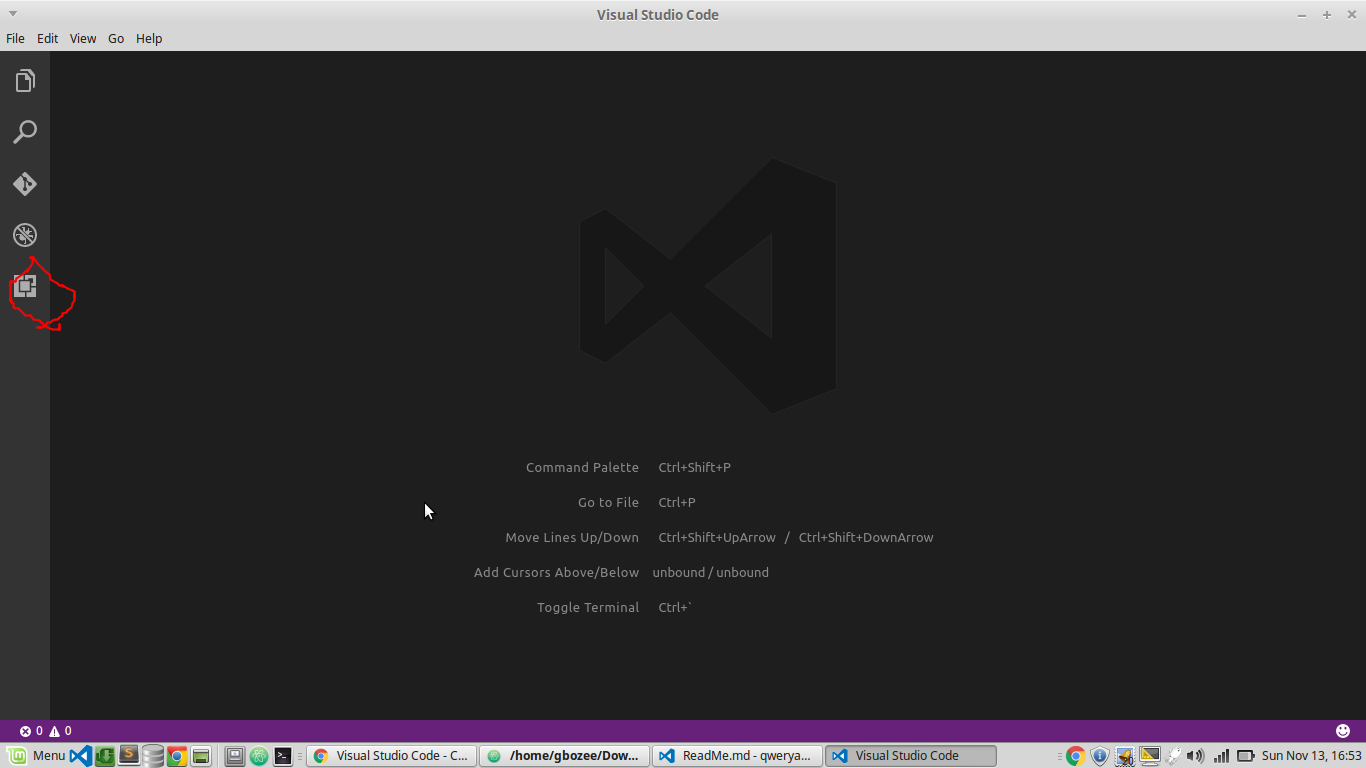 Visual Studio Code
File Edit View Go Help
Command Palette Ctrl+Shift+P
Go to File Ctrl+P
Move Lines Up/Down Ctrl+Shift+UpArrow / Ctrl+Shift+DownArrow
Add Cursors Above/Below unbound / unbound
Toggle Terminal Ctrl+`
0 0
Menu Visual Studio Code - C... /home/gbozee/Dow... ReadMe.md - qwerya... Visual Studio Code Sun Nov 13, 16:53